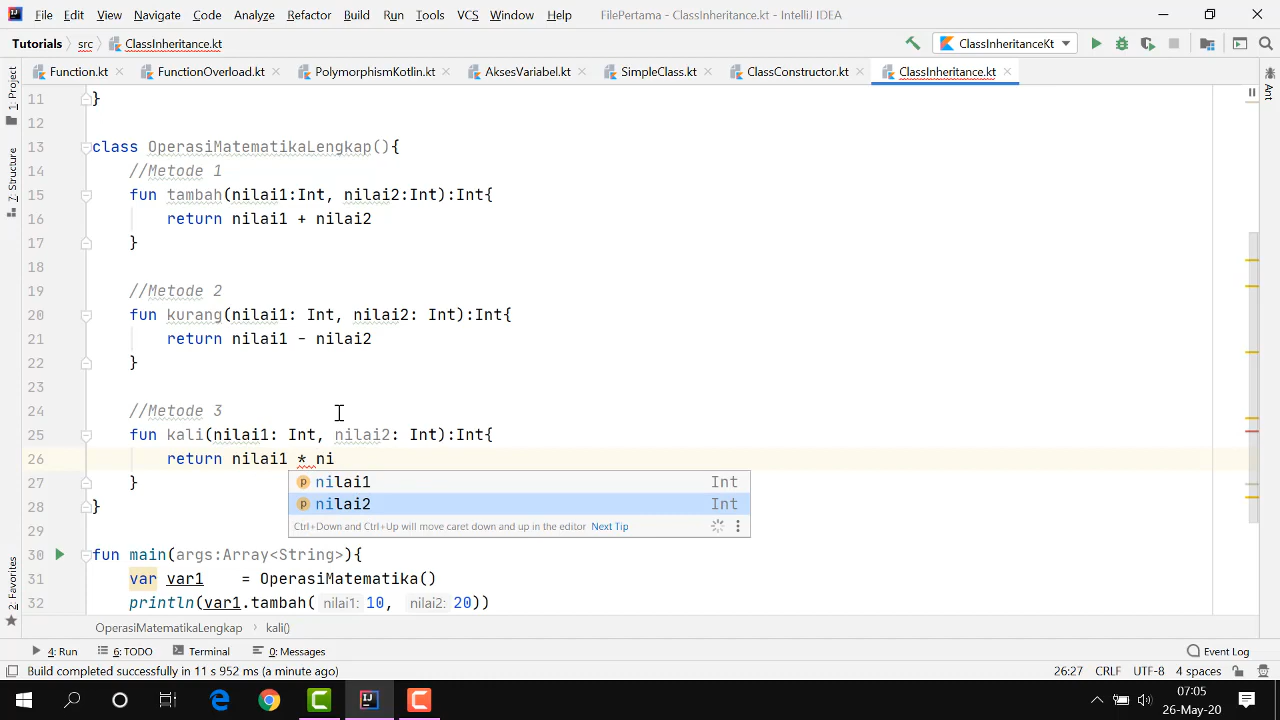 File Edit View Navigate Code Analyze Refactor Build Run Tools VCS Window Help FilePertama - ClassInheritance.kt - IntelliJ IDEA
Tutorials src ClassInheritance.kt ClassInheritanceKt
Function.kt FunctionOverload.kt PolymorphismKotlin.kt AksesVariabel.kt SimpleClass.kt ClassConstructor.kt ClassInheritance.kt
1: Project
7: Structure
2: Favorites
Ant
11 }
12
13 class OperasiMatematikaLengkap(){
14 //Metode 1
15 fun tambah(nilai1:Int, nilai2:Int):Int{
16 return nilai1 + nilai2
17 }
18
19 //Metode 2
20 fun kurang(nilai1: Int, nilai2: Int):Int{
21 return nilai1 - nilai2
22 }
23
24 //Metode 3
25 fun kali(nilai1: Int, nilai2: Int):Int{
26 return nilai1 * ni
p nilai1 Int
p nilai2 Int
Ctrl+Down and Ctrl+Up will move caret down and up in the editor Next Tip
27 }
28 }
29
30 fun main(args:Array<String>){
31 var var1 = OperasiMatematika()
32 println(var1.tambah( nilai1: 10, nilai2: 20))
OperasiMatematikaLengkap kali()
4: Run 6: TODO Terminal 0: Messages Event Log
Build completed successfully in 11 s 952 ms (a minute ago) 26:27 CRLF UTF-8 4 spaces
07:05
26-May-20